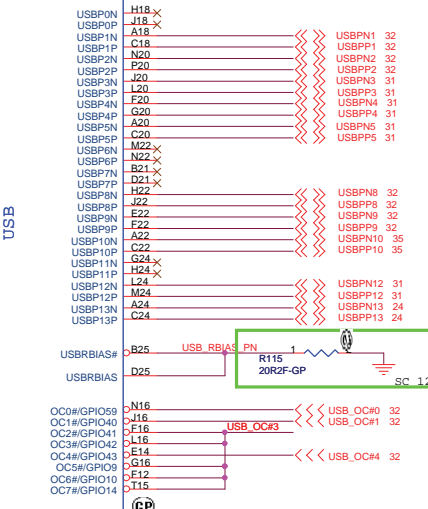 USB
USBP0N H18
USBP0P J18
USBP1N A18 USBPN1 32
USBP1P C18 USBPP1 32
USBP2N N20 USBPN2 32
USBP2P P20 USBPP2 32
USBP3N J20 USBPN3 31
USBP3P L20 USBPP3 31
USBP4N F20 USBPN4 31
USBP4P G20 USBPP4 31
USBP5N A20 USBPN5 31
USBP5P C20 USBPP5 31
USBP6N M22
USBP6P N22
USBP7N B21
USBP7P D21
USBP8N H22 USBPN8 32
USBP8P J22 USBPP8 32
USBP9N E22 USBPN9 32
USBP9P F22 USBPP9 32
USBP10N A22 USBPN10 35
USBP10P C22 USBPP10 35
USBP11N G24
USBP11P H24
USBP12N L24 USBPN12 31
USBP12P M24 USBPP12 31
USBP13N A24 USBPN13 24
USBP13P C24 USBPP13 24
USBRBIAS# B25 USB_RBIAS_PN 1
R115
20R2F-GP
USBRBIAS D25
SC 12
OC0#/GPIO59 N16 USB_OC#0 32
OC1#/GPIO40 J16 USB_OC#1 32
OC2#/GPIO41 F16 USB_OC#3
OC3#/GPIO42 L16
OC4#/GPIO43 E14 USB_OC#4 32
OC5#/GPIO9 G16
OC6#/GPIO10 F12
OC7#/GPIO14 T15
GP